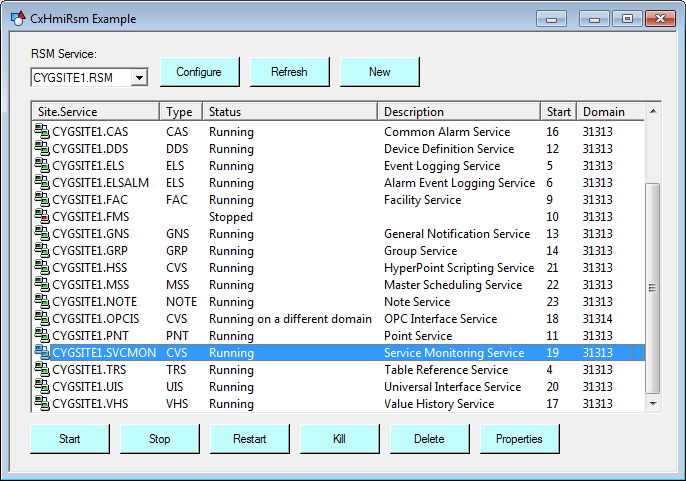 CxHmiRsm Example
RSM Service:
CYGSITE1.RSM
Configure Refresh New
Site.Service Type Status Description Start Domain
CYGSITE1.CAS CAS Running Common Alarm Service 16 31313
CYGSITE1.DDS DDS Running Device Definition Service 12 31313
CYGSITE1.ELS ELS Running Event Logging Service 5 31313
CYGSITE1.ELSALM ELS Running Alarm Event Logging Service 6 31313
CYGSITE1.FAC FAC Running Facility Service 9 31313
CYGSITE1.FMS Stopped 10 31313
CYGSITE1.GNS GNS Running General Notification Service 13 31313
CYGSITE1.GRP GRP Running Group Service 14 31313
CYGSITE1.HSS CVS Running HyperPoint Scripting Service 21 31313
CYGSITE1.MSS MSS Running Master Scheduling Service 22 31313
CYGSITE1.NOTE NOTE Running Note Service 23 31313
CYGSITE1.OPCIS CVS Running on a different domain OPC Interface Service 18 31314
CYGSITE1.PNT PNT Running Point Service 11 31313
CYGSITE1.SVCMON CVS Running Service Monitoring Service 19 31313
CYGSITE1.TRS TRS Running Table Reference Service 4 31313
CYGSITE1.UIS UIS Running Universal Interface Service 20 31313
CYGSITE1.VHS VHS Running Value History Service 17 31313
Start Stop Restart Kill Delete Properties